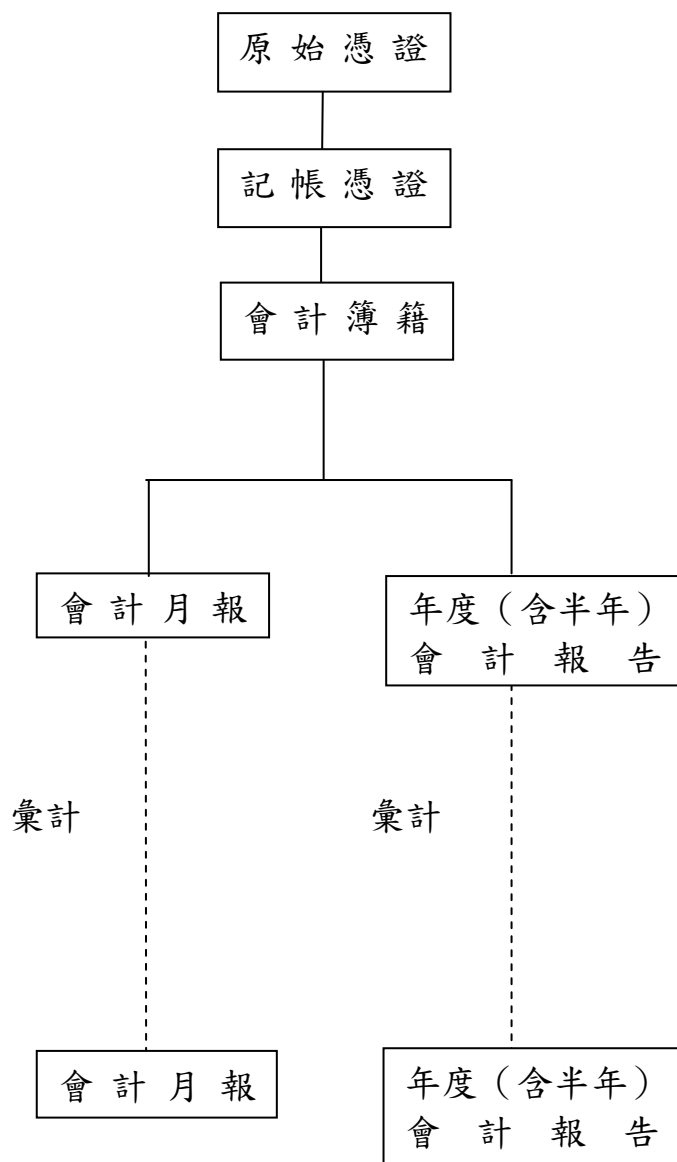 原始憑證
記帳憑證
會計簿籍
會計月報
年度（含半年）
會計報告
彙計
彙計
會計月報
年度（含半年）
會計報告